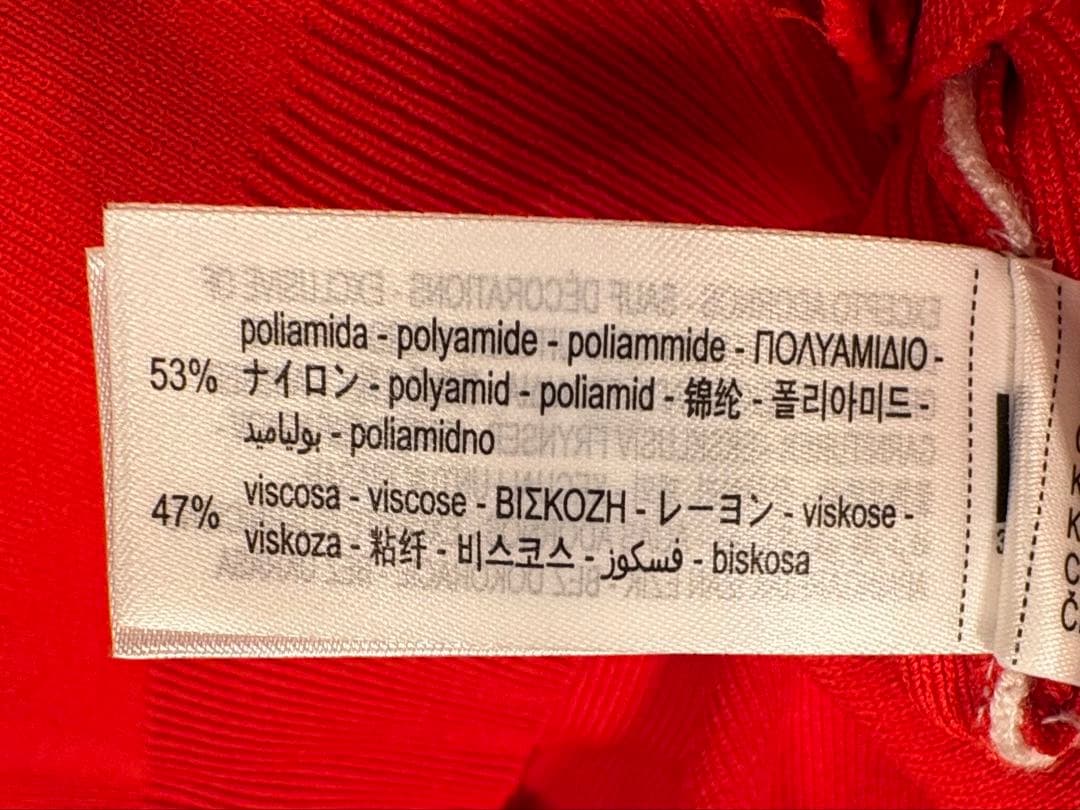 poliamida - polyamide - poliammide - ΠΟΛΥΑΜΙΔΙΟ -
53% ナイロン - polyamid - poliamid - 锦纶 - 폴리아미드 -
بوليأميد - poliamidno
viscosa - viscose - ΒΙΣΚΟΖΗ - レーヨン - viskose -
47% viskoza - 粘纤 - 비스코스 - فسكوز - biskosa